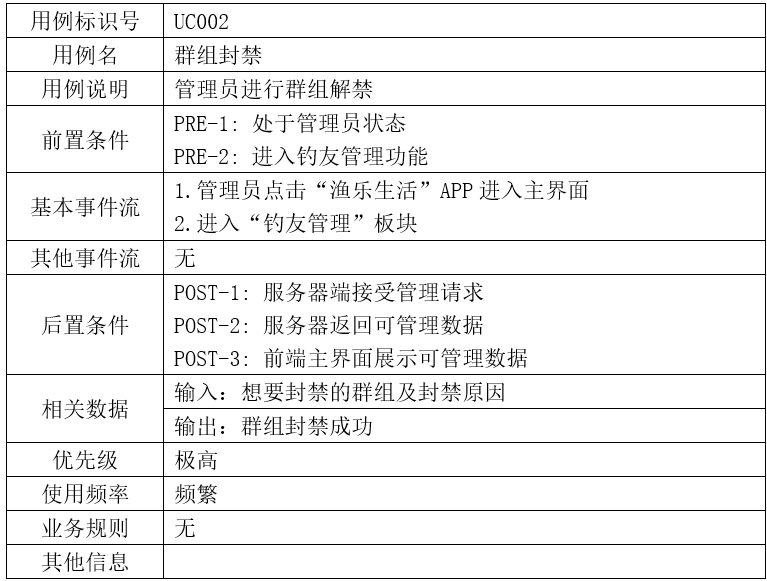 用例标识号 UC002
用例名 群组封禁
用例说明 管理员进行群组解禁
前置条件 PRE-1: 处于管理员状态
PRE-2: 进入钓友管理功能
基本事件流 1.管理员点击“渔乐生活”APP 进入主界面
2.进入“钓友管理”板块
其他事件流 无
后置条件 POST-1: 服务器端接受管理请求
POST-2: 服务器返回可管理数据
POST-3: 前端主界面展示可管理数据
相关数据 输入：想要封禁的群组及封禁原因
输出：群组封禁成功
优先级 极高
使用频率 频繁
业务规则 无
其他信息